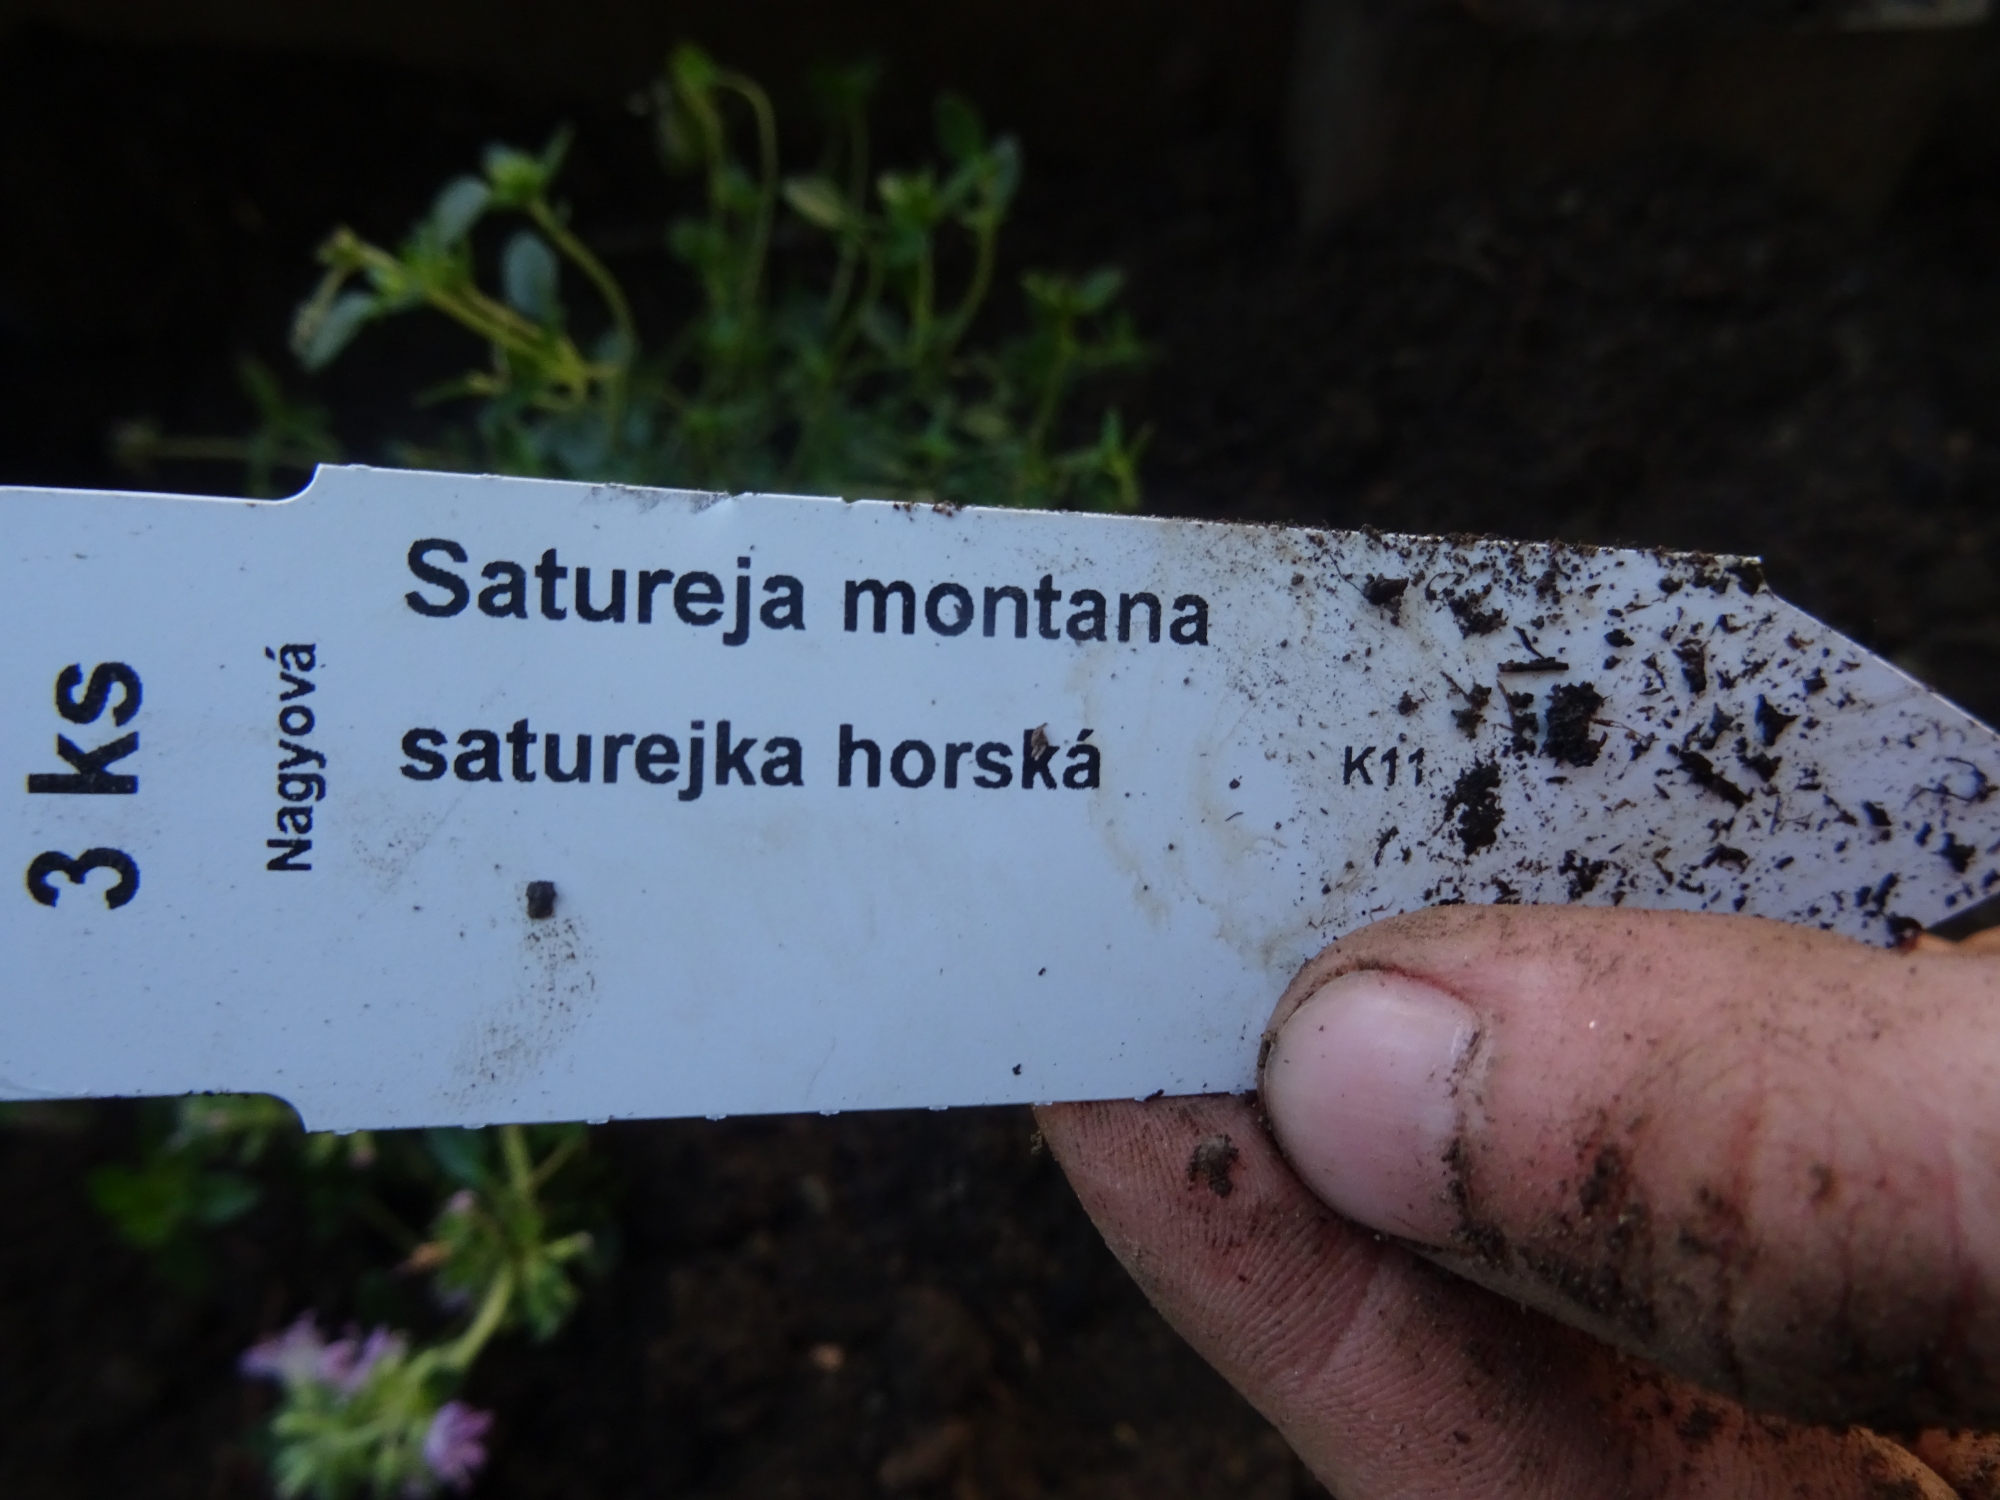 3 ks
Nagyová
Satureja montana
saturejka horská
K11